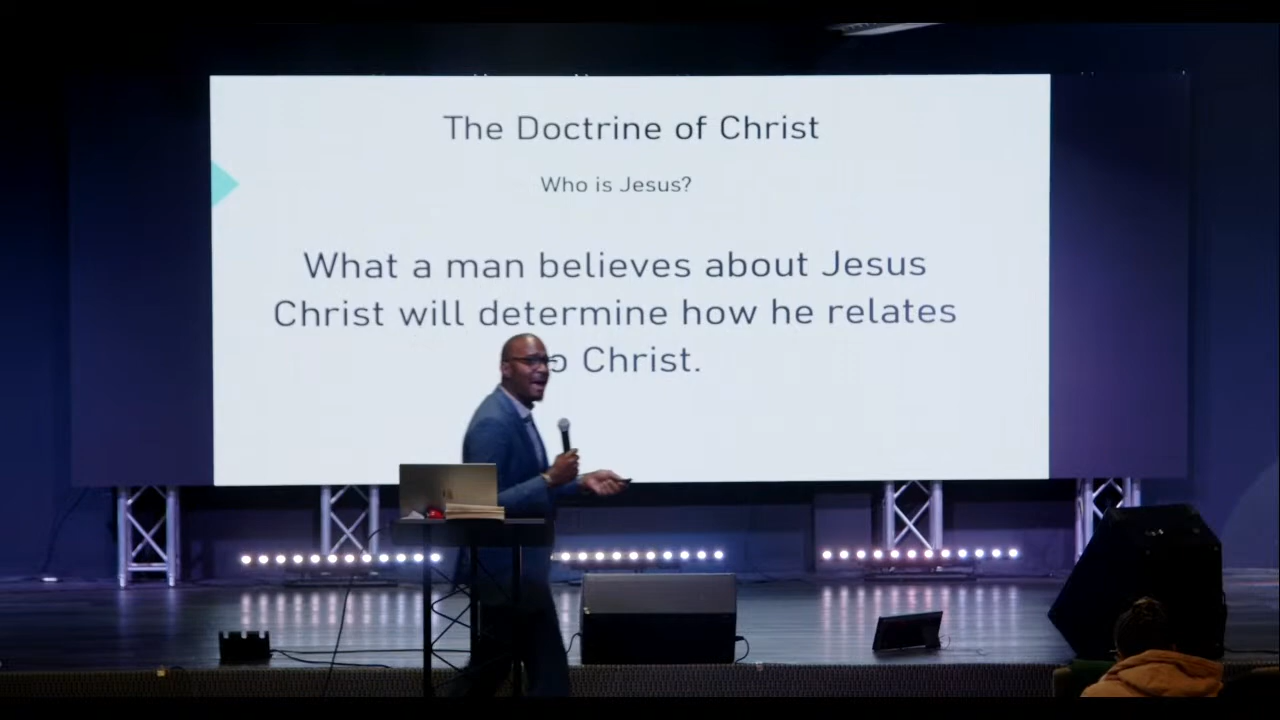 The Doctrine of Christ
Who is Jesus?
What a man believes about Jesus
Christ will determine how he relates
Christ.